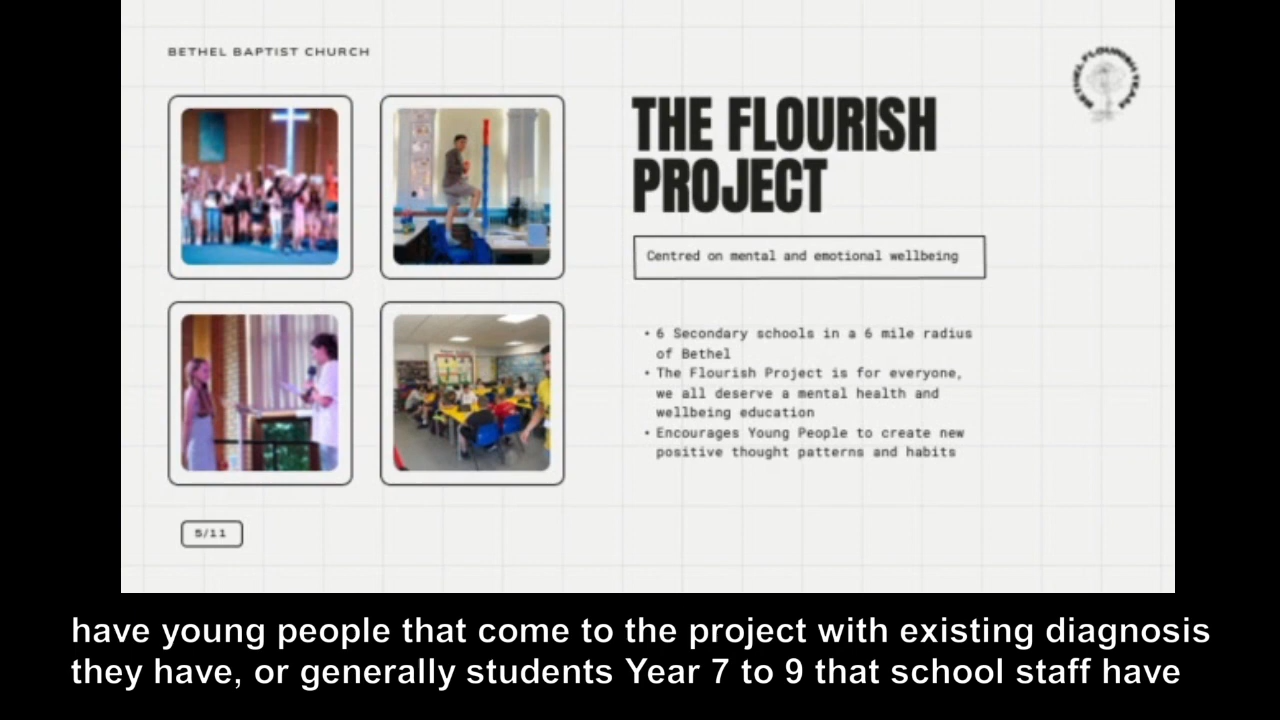 BETHEL BAPTIST CHURCH
BETHEL FLOURISH TEAM
THE FLOURISH
PROJECT
Centred on mental and emotional wellbeing
• 6 Secondary schools in a 6 mile radius
of Bethel
• The Flourish Project is for everyone,
we all deserve a mental health and
wellbeing education
• Encourages Young People to create new
positive thought patterns and habits
5/11
have young people that come to the project with existing diagnosis
they have, or generally students Year 7 to 9 that school staff have